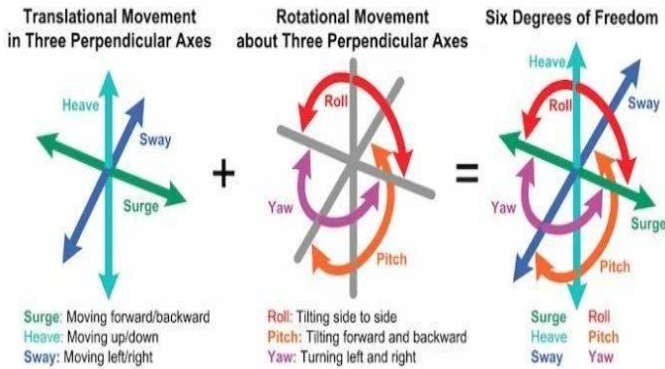 Translational Movement
in Three Perpendicular Axes
Heave
Sway
Surge
Surge: Moving forward/backward
Heave: Moving up/down
Sway: Moving left/right
+
Rotational Movement
about Three Perpendicular Axes
Roll
Yaw
Pitch
Roll: Tilting side to side
Pitch: Tilting forward and backward
Yaw: Turning left and right
=
Six Degrees of Freedom
Heave
Sway
Roll
Yaw
Surge
Pitch
Surge Roll
Heave Pitch
Sway Yaw